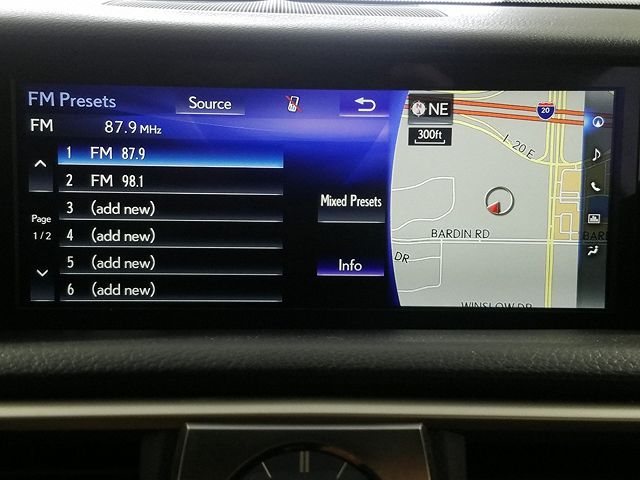 FM Presets
Source
FM 87.9 MHz
1 FM 87.9
2 FM 98.1
3 (add new)
4 (add new)
5 (add new)
6 (add new)
Page
1/2
Mixed Presets
Info
NE
300ft
20
I-20 E
BARDIN RD
BAR
DR
WINSLOW DR